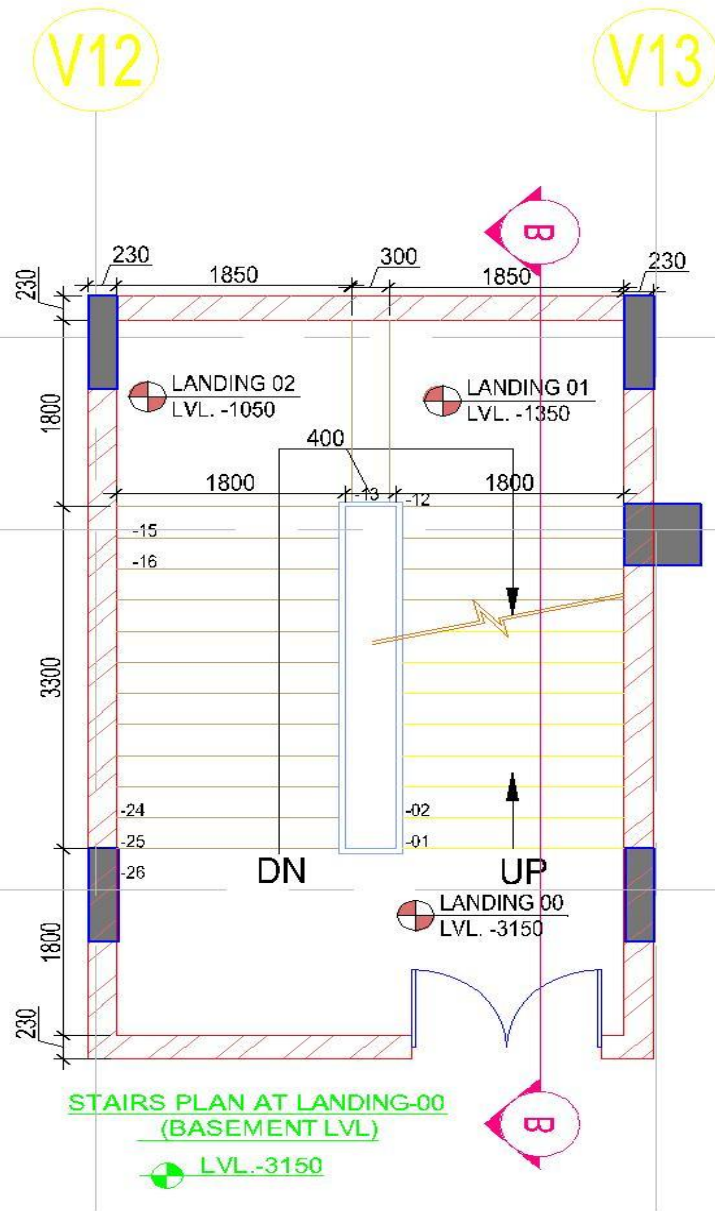 V12
V13
B
230
1850
300
1850
230
230
LANDING 02
LVL. -1050
LANDING 01
LVL. -1350
1800
400
1800
1800
-13
-12
-15
-16
3300
-24
-02
-25
-01
-26
DN
UP
LANDING 00
LVL. -3150
1800
230
STAIRS PLAN AT LANDING-00
(BASEMENT LVL)
LVL.-3150
B